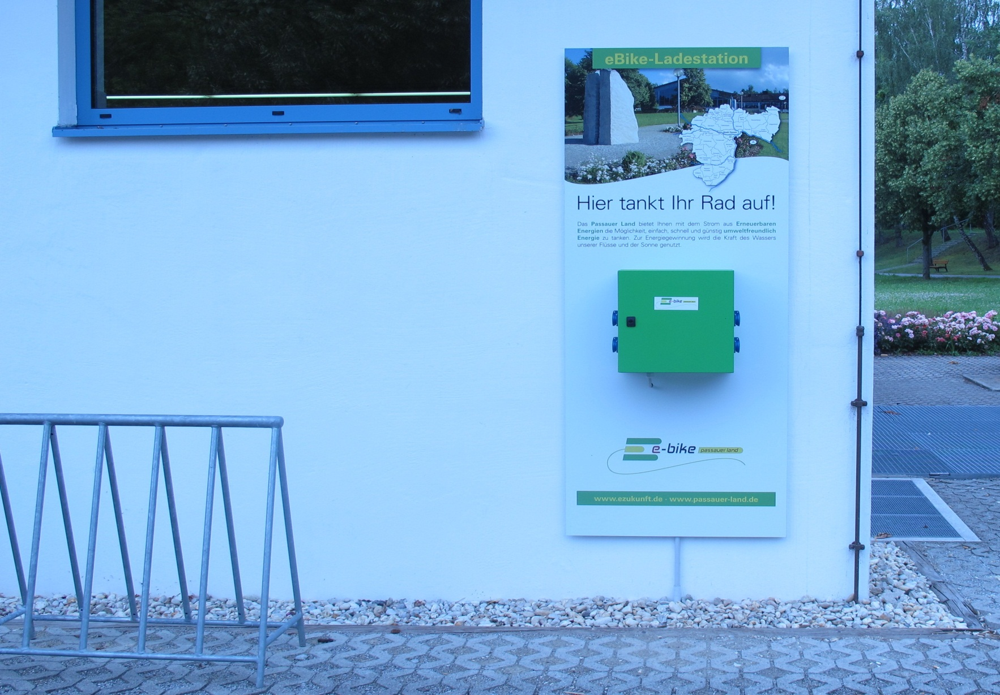 eBike-Ladestation
Hier tankt Ihr Rad auf!
Das Passauer Land bietet Ihnen mit dem Strom aus Erneuerbaren
Energien die Möglichkeit, einfach, schnell und günstig umweltfreundlich
Energie zu tanken. Zur Energiegewinnung wird die Kraft des Wassers
unserer Flüsse und der Sonne genutzt.
e-bike
e-bike passauer land
www.ezukunft.de · www.passauer-land.de